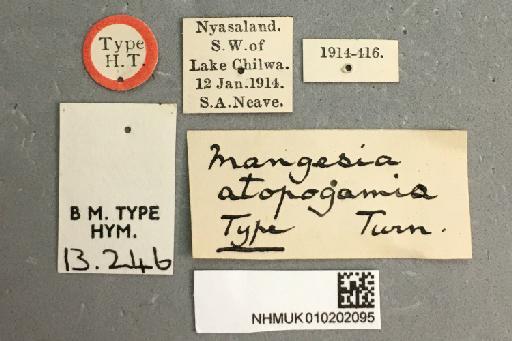 Type
H.T.
Nyasaland.
S.W. of
Lake Chilwa.
12 Jan. 1914.
S.A. Neave.
1914-416.
B M. TYPE
HYM.
13.246
Mangesia
atopogamia
Type Turn.
NHMUK010202095